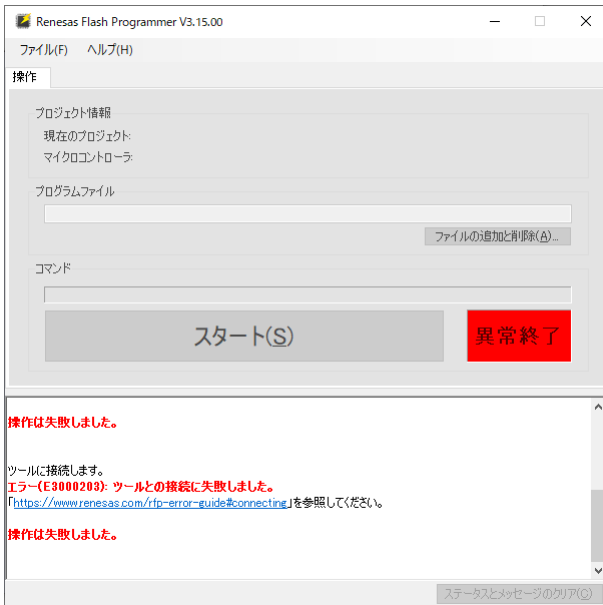 Renesas Flash Programmer V3.15.00
ファイル(F) ヘルプ(H)
操作
プロジェクト情報
現在のプロジェクト:
マイクロコントローラ:
プログラムファイル
ファイルの追加と削除(A)...
コマンド
スタート(S)
異常終了
操作は失敗しました。
ツールに接続します。
エラー(E3000203): ツールとの接続に失敗しました。
「https://www.renesas.com/rfp-error-guide#connecting」を参照してください。
操作は失敗しました。
ステータスとメッセージのクリア(C)